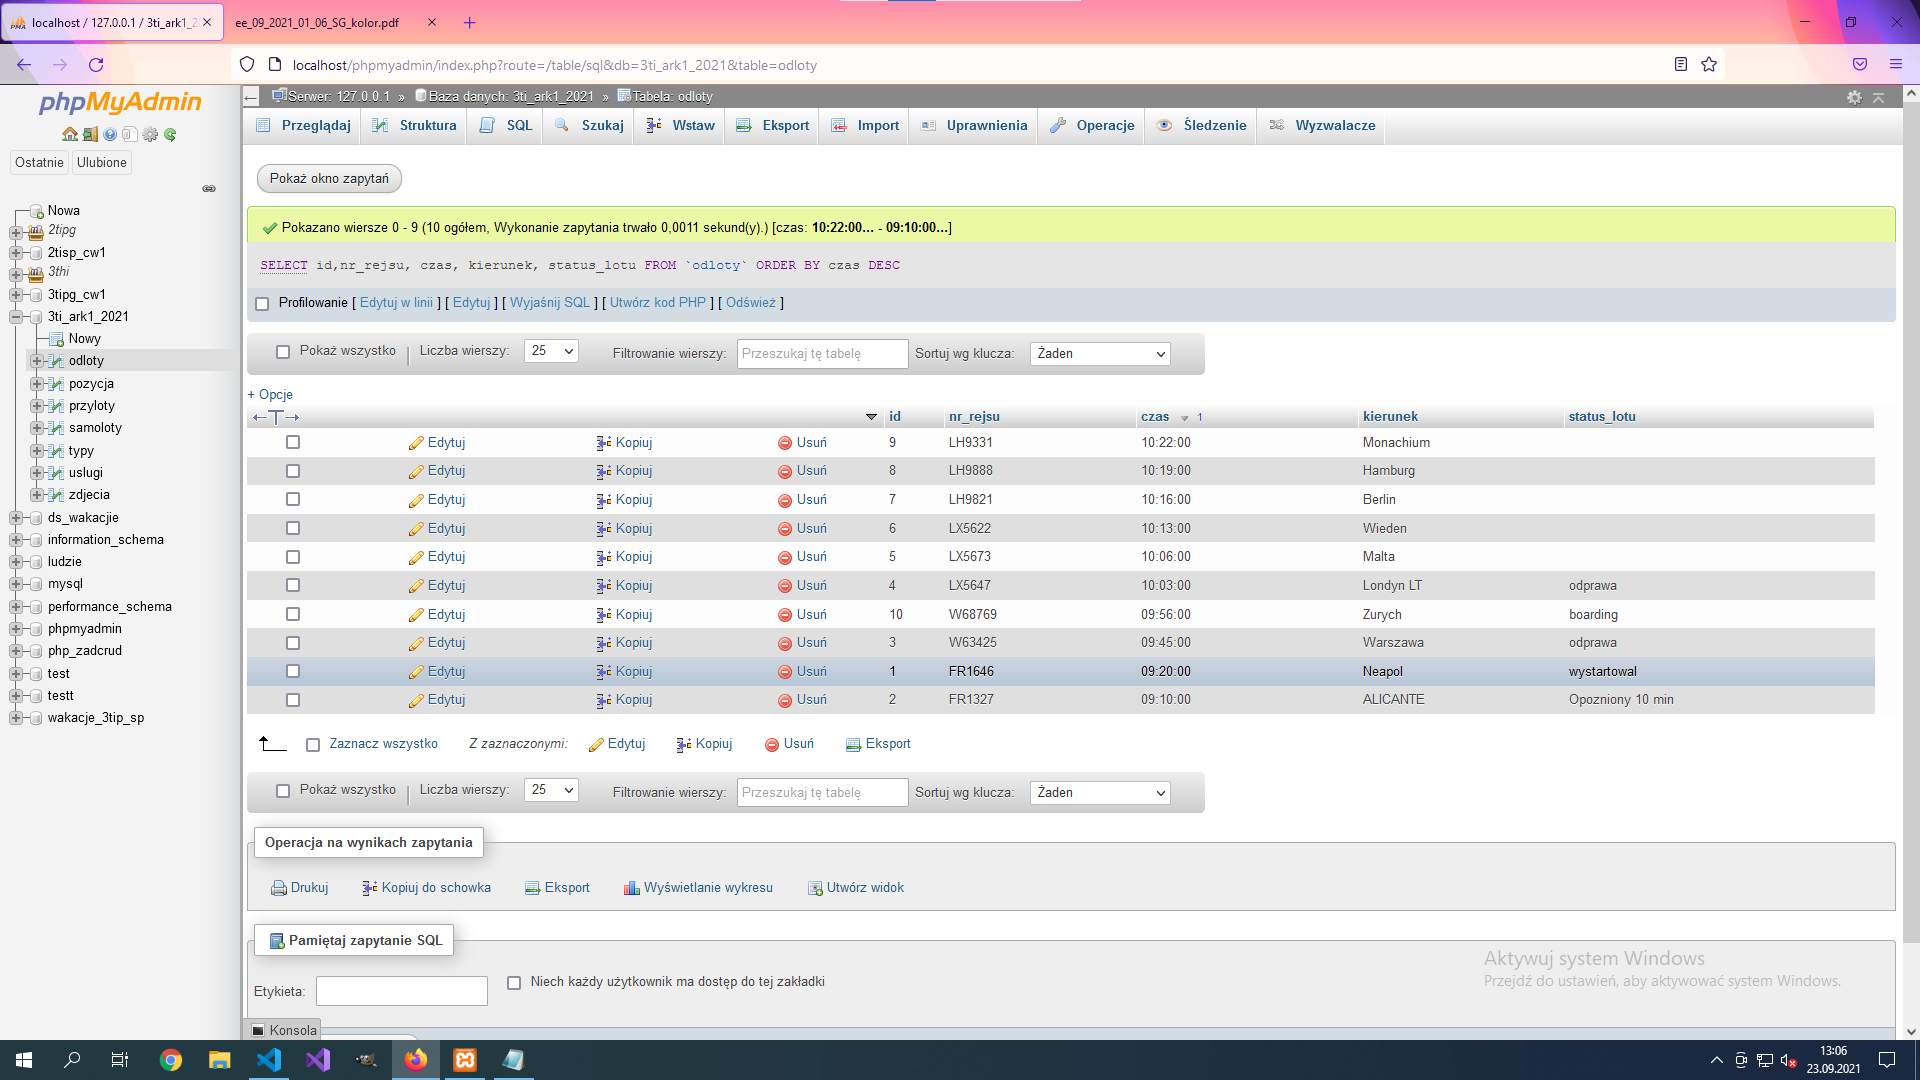 localhost / 127.0.0.1 / 3ti_ark1_2
ee_09_2021_01_06_SG_kolor.pdf
localhost/phpmyadmin/index.php?route=/table/sql&db=3ti_ark1_2021&table=odloty
phpMyAdmin
Ostatnie Ulubione
Nowa
2tipg
2tisp_cw1
3thi
3tipg_cw1
3ti_ark1_2021
Nowy
odloty
pozycja
przyloty
samoloty
typy
uslugi
zdjecia
ds_wakacje
information_schema
ludzie
mysql
performance_schema
phpmyadmin
php_zadcrud
test
testt
wakacje_3tip_sp
Serwer: 127.0.0.1 » Baza danych: 3ti_ark1_2021 » Tabela: odloty
Przeglądaj Struktura SQL Szukaj Wstaw Eksport Import Uprawnienia Operacje Śledzenie Wyzwalacze
Pokaż okno zapytań
Pokazano wiersze 0 - 9 (10 ogółem, Wykonanie zapytania trwało 0,0011 sekund(y).) [czas: 10:22:00... - 09:10:00...]
SELECT id,nr_rejsu, czas, kierunek, status_lotu FROM `odloty` ORDER BY czas DESC
Profilowanie [ Edytuj w linii ] [ Edytuj ] [ Wyjaśnij SQL ] [ Utwórz kod PHP ] [ Odśwież ]
Pokaż wszystko Liczba wierszy: 25 Filtrowanie wierszy: Przeszukaj tę tabelę Sortuj wg klucza: Żaden
+ Opcje
id nr_rejsu czas 1 kierunek status_lotu
Edytuj Kopiuj Usuń 9 LH9331 10:22:00 Monachium
Edytuj Kopiuj Usuń 8 LH9888 10:19:00 Hamburg
Edytuj Kopiuj Usuń 7 LH9821 10:16:00 Berlin
Edytuj Kopiuj Usuń 6 LX5622 10:13:00 Wieden
Edytuj Kopiuj Usuń 5 LX5673 10:06:00 Malta
Edytuj Kopiuj Usuń 4 LX5647 10:03:00 Londyn LT odprawa
Edytuj Kopiuj Usuń 10 W68769 09:56:00 Zurych boarding
Edytuj Kopiuj Usuń 3 W63425 09:45:00 Warszawa odprawa
Edytuj Kopiuj Usuń 1 FR1646 09:20:00 Neapol wystartowal
Edytuj Kopiuj Usuń 2 FR1327 09:10:00 ALICANTE Opozniony 10 min
Zaznacz wszystko Z zaznaczonymi: Edytuj Kopiuj Usuń Eksport
Pokaż wszystko Liczba wierszy: 25 Filtrowanie wierszy: Przeszukaj tę tabelę Sortuj wg klucza: Żaden
Operacja na wynikach zapytania
Drukuj Kopiuj do schowka Eksport Wyświetlanie wykresu Utwórz widok
Pamiętaj zapytanie SQL
Etykieta: Niech każdy użytkownik ma dostęp do tej zakładki
Aktywuj system Windows
Przejdź do ustawień, aby aktywować system Windows.
Konsola
13:06
23.09.2021